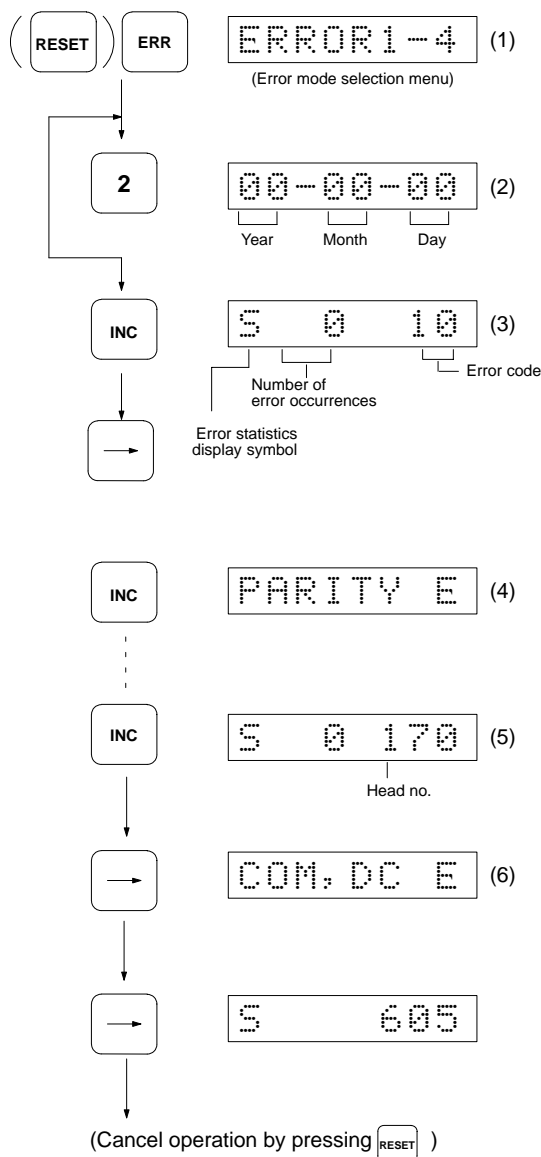 ( RESET ) ERR ERROR1-4 (1)
(Error mode selection menu)
2 00-00-00 (2)
Year Month Day
INC S 0 10 (3)
Error code
Number of
error occurrences
Error statistics
display symbol
INC PARITY E (4)
INC S 0 170 (5)
Head no.
COM,DC E (6)
S 605
(Cancel operation by pressing RESET )